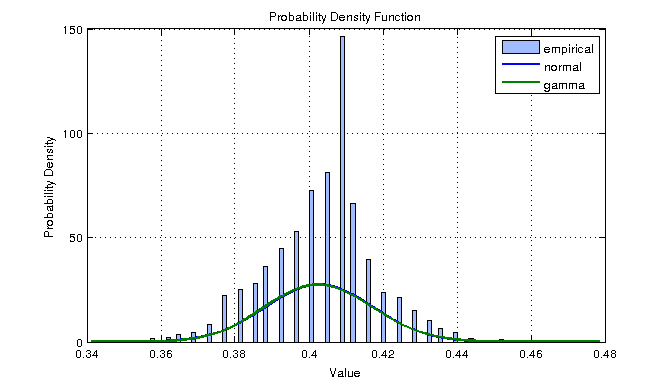 Probability Density Function
150
100
50
0
Probability Density
empirical
normal
gamma
0.34 0.36 0.38 0.4 0.42 0.44 0.46 0.48
Value